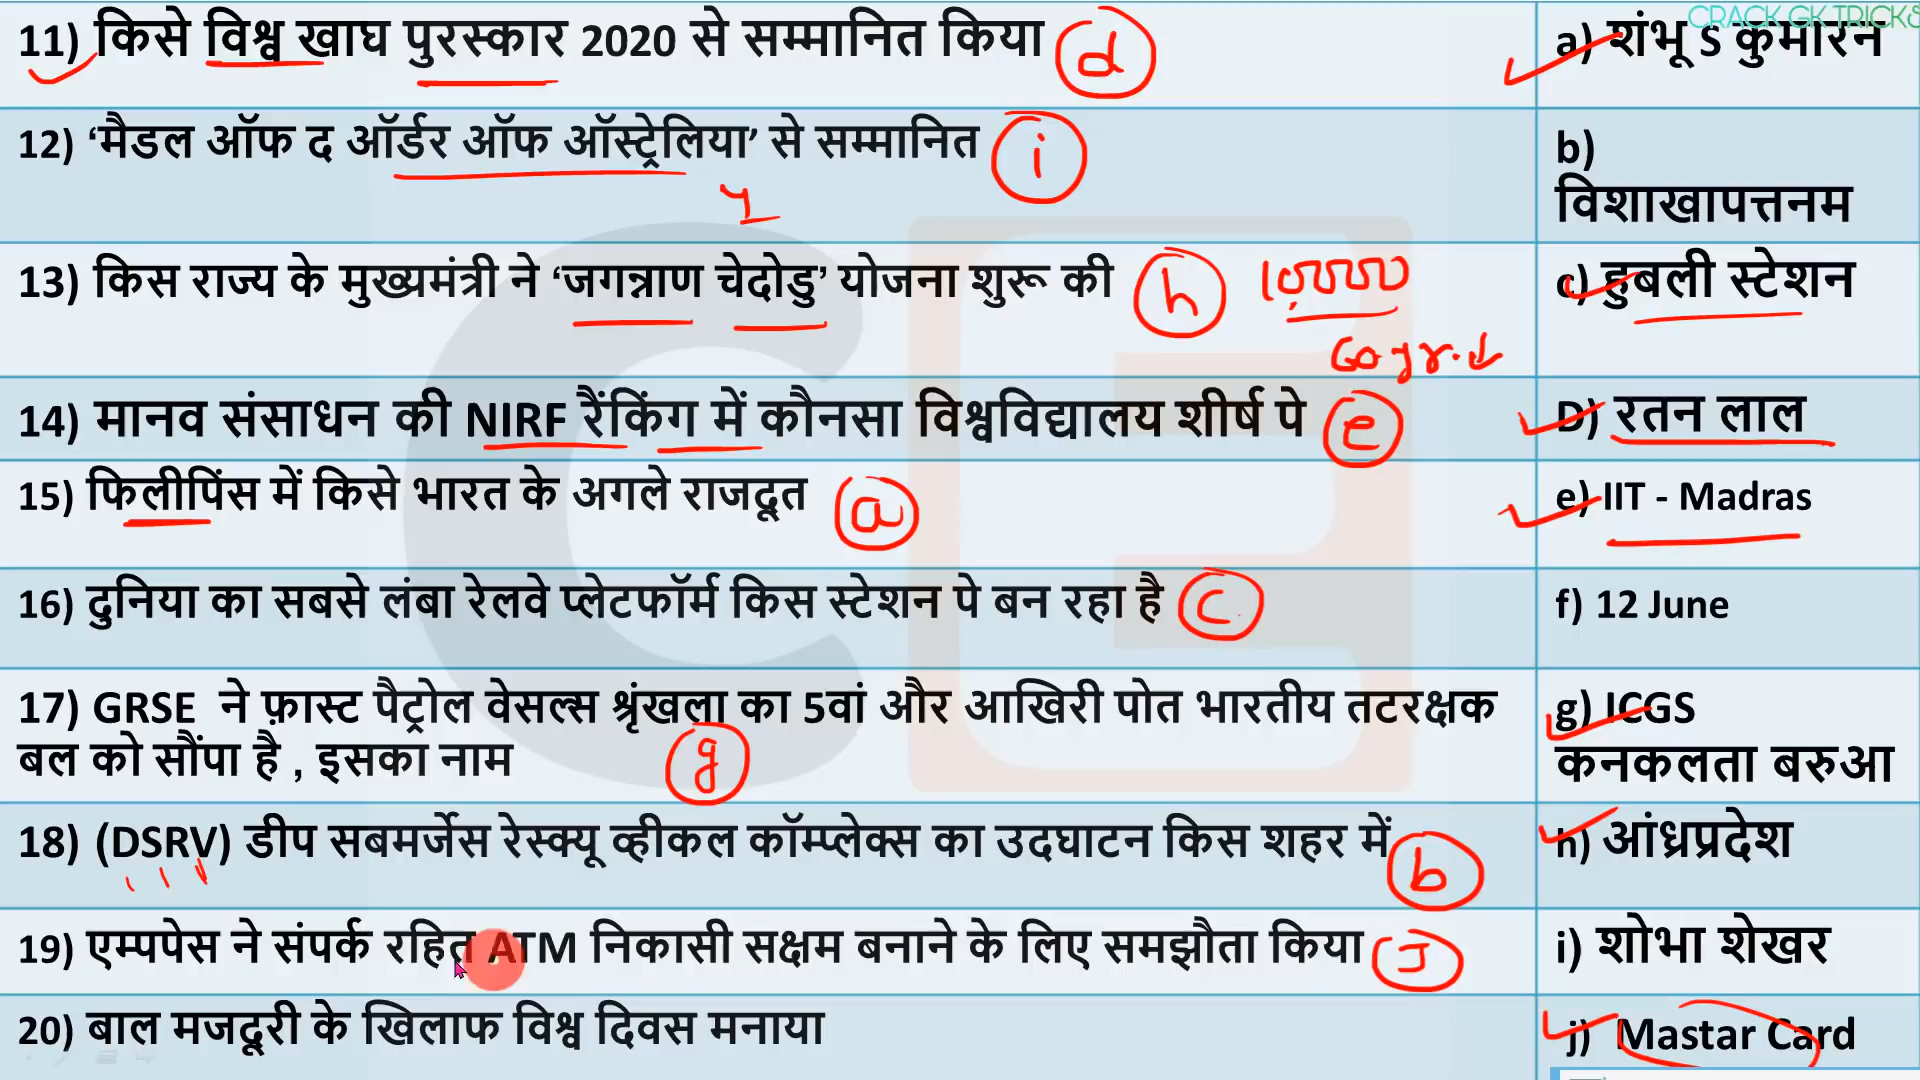 CRACK GK TRICKS
11) किसे विश्व खाघ पुरस्कार 2020 से सम्मानित किया d
a) शंभू S कुमारन
12) ‘मैडल ऑफ द ऑर्डर ऑफ ऑस्ट्रेलिया’ से सम्मानित i
b)
विशाखापत्तनम
13) किस राज्य के मुख्यमंत्री ने ‘जगन्नाण चेदोडु’ योजना शुरू की h 10,000
60 yr. ↓
c) हुबली स्टेशन
14) मानव संसाधन की NIRF रैंकिंग में कौनसा विश्वविद्यालय शीर्ष पे e
D) रतन लाल
15) फिलीपिंस में किसे भारत के अगले राजदूत a
e) IIT - Madras
16) दुनिया का सबसे लंबा रेलवे प्लेटफॉर्म किस स्टेशन पे बन रहा है c
f) 12 June
17) GRSE ने फ़ास्ट पैट्रोल वेसल्स श्रृंखला का 5वां और आखिरी पोत भारतीय तटरक्षक
बल को सौंपा है , इसका नाम g
g) ICGS
कनकलता बरुआ
18) (DSRV) डीप सबमर्जेस रेस्क्यू व्हीकल कॉम्प्लेक्स का उदघाटन किस शहर में b
h) आंध्रप्रदेश
19) एम्पपेस ने संपर्क रहित ATM निकासी सक्षम बनाने के लिए समझौता किया J
i) शोभा शेखर
20) बाल मजदूरी के खिलाफ विश्व दिवस मनाया
j) Mastar Card